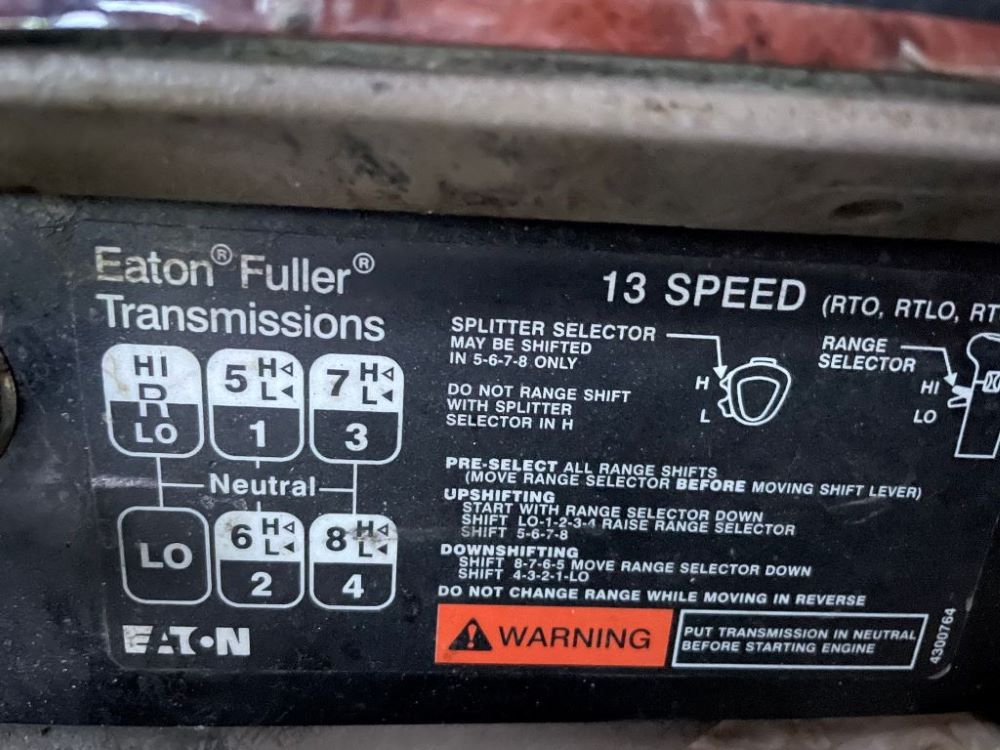 Eaton® Fuller®
Transmissions
13 SPEED (RTO, RTLO, RT
HI
R
LO
5 H
L
1
7 H
L
3
Neutral
LO
6 H
L
2
8 H
L
4
EATON
SPLITTER SELECTOR
MAY BE SHIFTED
IN 5-6-7-8 ONLY
DO NOT RANGE SHIFT
WITH SPLITTER
SELECTOR IN H
H
L
RANGE
SELECTOR
HI
LO
PRE-SELECT ALL RANGE SHIFTS
(MOVE RANGE SELECTOR BEFORE MOVING SHIFT LEVER)
UPSHIFTING
START WITH RANGE SELECTOR DOWN
SHIFT LO-1-2-3-4 RAISE RANGE SELECTOR
SHIFT 5-6-7-8
DOWNSHIFTING
SHIFT 8-7-6-5 MOVE RANGE SELECTOR DOWN
SHIFT 4-3-2-1-LO
DO NOT CHANGE RANGE WHILE MOVING IN REVERSE
WARNING
PUT TRANSMISSION IN NEUTRAL
BEFORE STARTING ENGINE
4300764